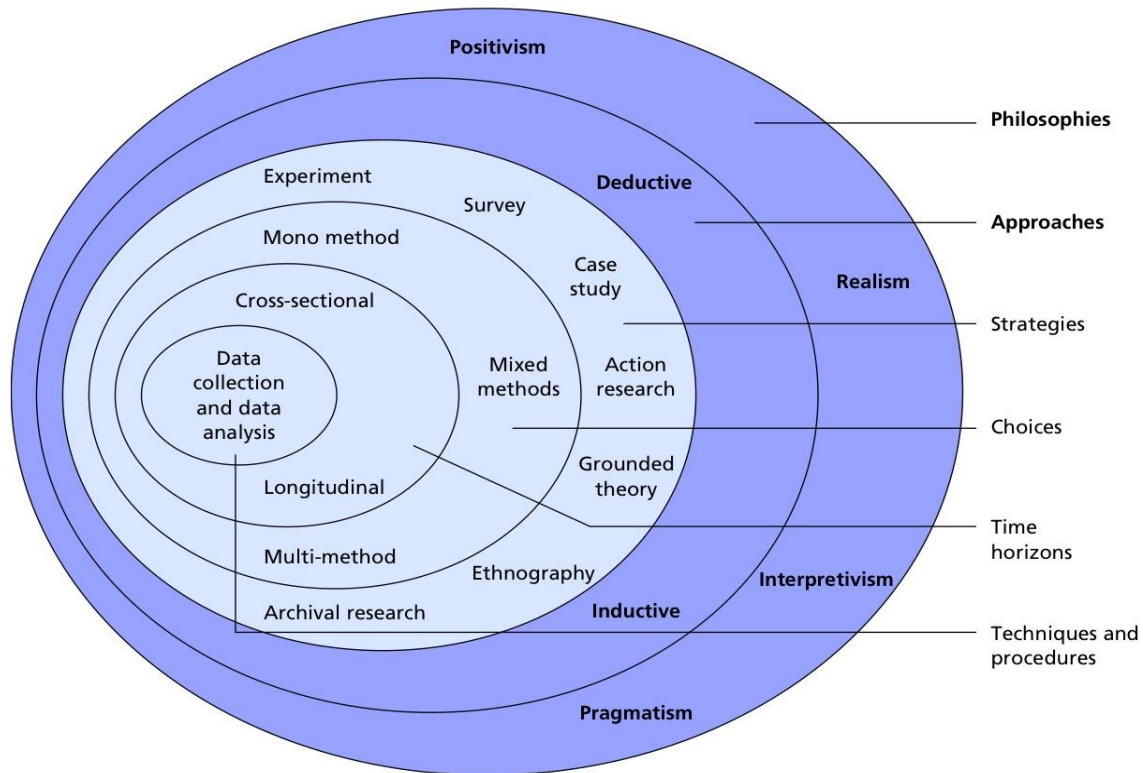 Positivism
Philosophies
Experiment
Deductive
Survey
Approaches
Mono method
Case
study
Realism
Cross-sectional
Strategies
Data
collection
and data
analysis
Mixed
methods
Action
research
Choices
Grounded
theory
Longitudinal
Time
horizons
Multi-method
Ethnography
Interpretivism
Archival research
Inductive
Techniques and
procedures
Pragmatism